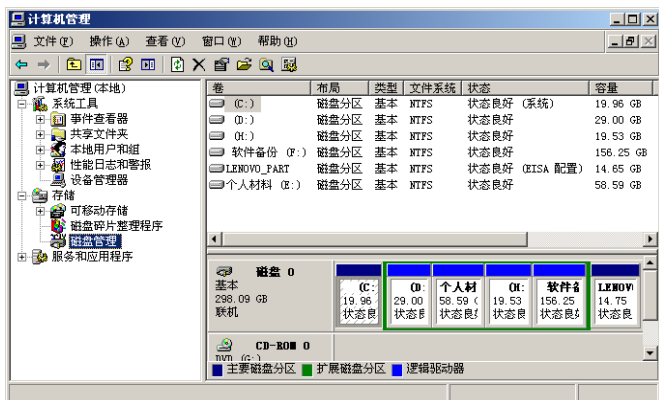 计算机管理
文件(F) 操作(A) 查看(V) 窗口(W) 帮助(H)
计算机管理(本地)
系统工具
事件查看器
共享文件夹
本地用户和组
性能日志和警报
设备管理器
存储
可移动存储
磁盘碎片整理程序
磁盘管理
服务和应用程序
卷 布局 类型 文件系统 状态 容量
(C:) 磁盘分区 基本 NTFS 状态良好 (系统) 19.96 GB
(D:) 磁盘分区 基本 NTFS 状态良好 29.00 GB
(H:) 磁盘分区 基本 NTFS 状态良好 19.53 GB
软件备份 (F:) 磁盘分区 基本 NTFS 状态良好 156.25 GB
LENOVO_PART 磁盘分区 基本 NTFS 状态良好 (EISA 配置) 14.65 GB
个人材料 (E:) 磁盘分区 基本 NTFS 状态良好 58.59 GB
磁盘 0
基本
298.09 GB
联机
(C:
19.96
状态良
(D:
29.00
状态良
个人材
58.59 (
状态良
(H:
19.53
状态良
软件备
156.25
状态良
LENOV
14.75
状态良
CD-ROM 0
DVD (G:)
主要磁盘分区 扩展磁盘分区 逻辑驱动器